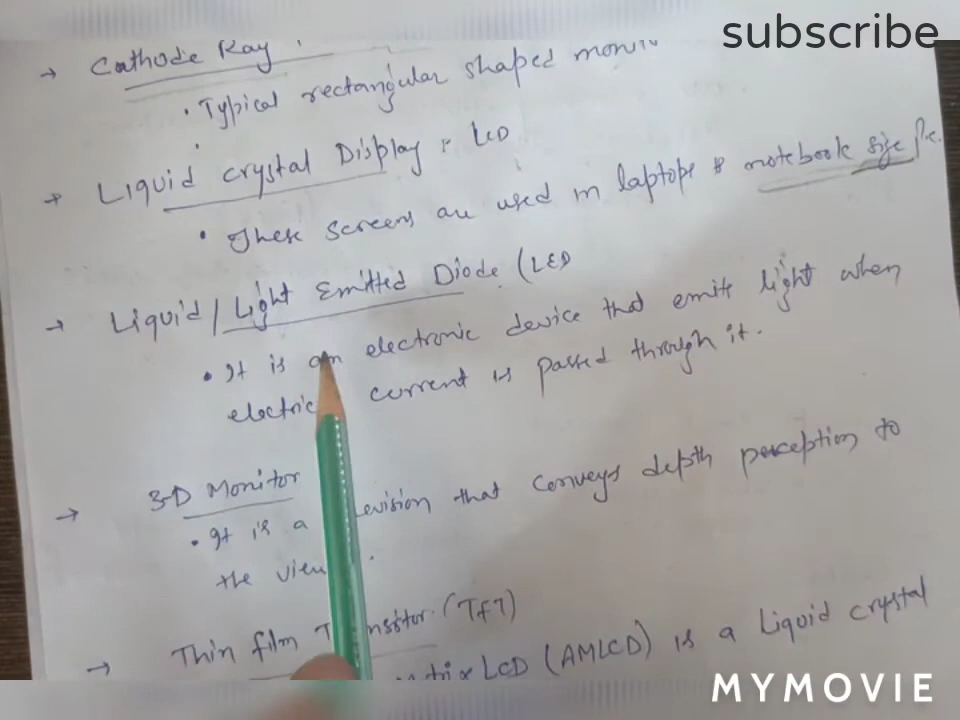 subscribe
→ Cathode Ray
• Typical rectangular shaped
→ Liquid crystal Display : LCD
• These screens are used in laptops & notebook size Pc.
→ Liquid / Light Emitted Diode (LED
• It is an electronic device that emits light when
electric current is passed through it.
→ 3-D Monitor
• It is a that conveys depth perception to
the
→ Thin film (TFT)
LCD (AMLCD) is a Liquid crystal
MYMOVIE